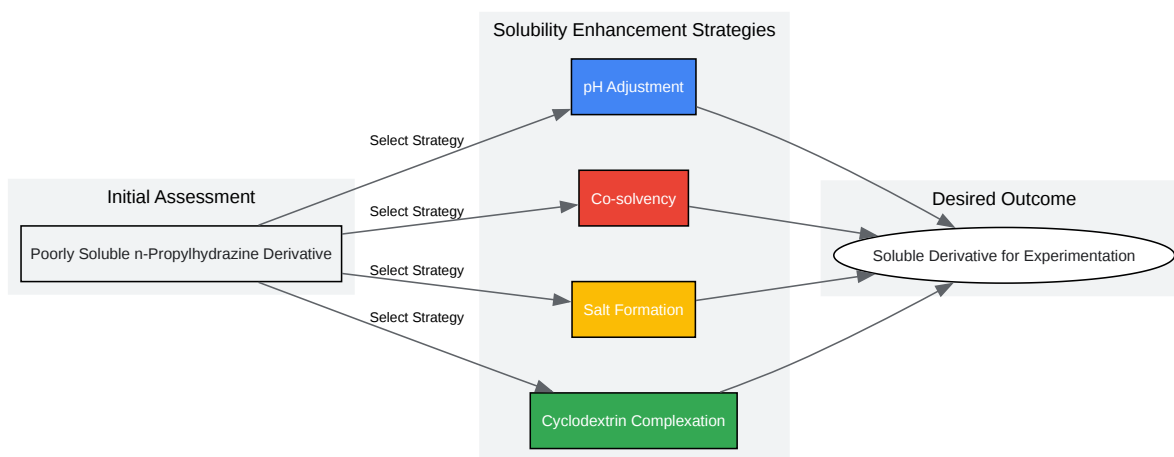 Solubility Enhancement Strategies
pH Adjustment
Select Strategy
Initial Assessment
Co-solvency
Desired Outcome
Select Strategy
Poorly Soluble n-Propylhydrazine Derivative
Soluble Derivative for Experimentation
Select Strategy
Salt Formation
Select Strategy
Cyclodextrin Complexation